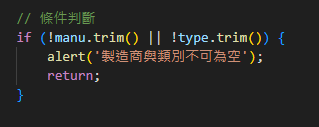 // 條件判斷
if (!manu.trim() || !type.trim()) {
    alert('製造商與類別不可為空');
    return;
}